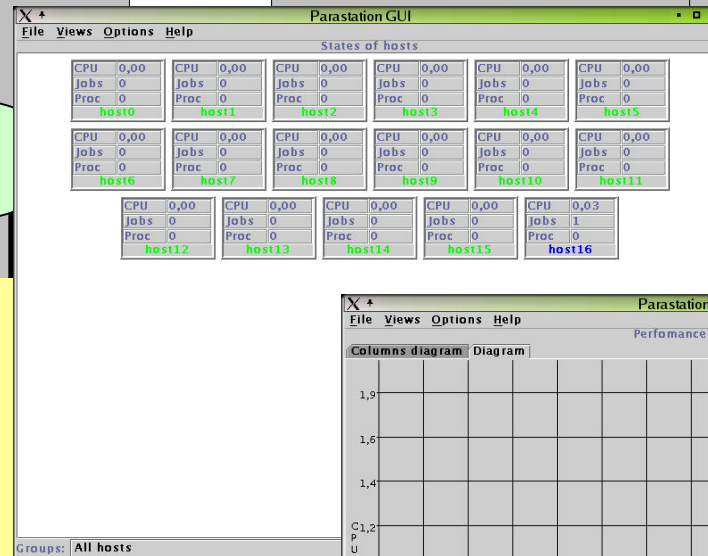 Parastation GUI
File Views Options Help
States of hosts
CPU 0,00 CPU 0,00 CPU 0,00 CPU 0,00 CPU 0,00 CPU 0,00
Jobs 0 Jobs 0 Jobs 0 Jobs 0 Jobs 0 Jobs 0
Proc 0 Proc 0 Proc 0 Proc 0 Proc 0 Proc 0
host0 host1 host2 host3 host4 host5
CPU 0,00 CPU 0,00 CPU 0,00 CPU 0,00 CPU 0,00 CPU 0,00
Jobs 0 Jobs 0 Jobs 0 Jobs 0 Jobs 0 Jobs 0
Proc 0 Proc 0 Proc 0 Proc 0 Proc 0 Proc 0
host6 host7 host8 host9 host10 host11
CPU 0,00 CPU 0,00 CPU 0,00 CPU 0,00 CPU 0,03
Jobs 0 Jobs 0 Jobs 0 Jobs 0 Jobs 1
Proc 0 Proc 0 Proc 0 Proc 0 Proc 0
host12 host13 host14 host15 host16
Parastation
File Views Options Help
Perfomance
Columns diagram Diagram
1,9
1,6
1,4
1,2
C
P
U
Groups: All hosts